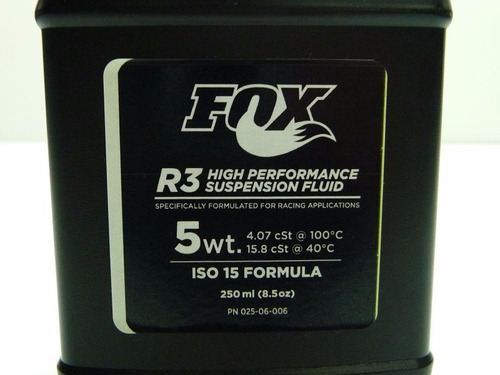 FOX
R3 HIGH PERFORMANCE
SUSPENSION FLUID
SPECIFICALLY FORMULATED FOR RACING APPLICATIONS
5wt. 4.07 cSt @ 100°C
15.8 cSt @ 40°C
ISO 15 FORMULA
250 ml (8.5oz)
PN 025-06-006